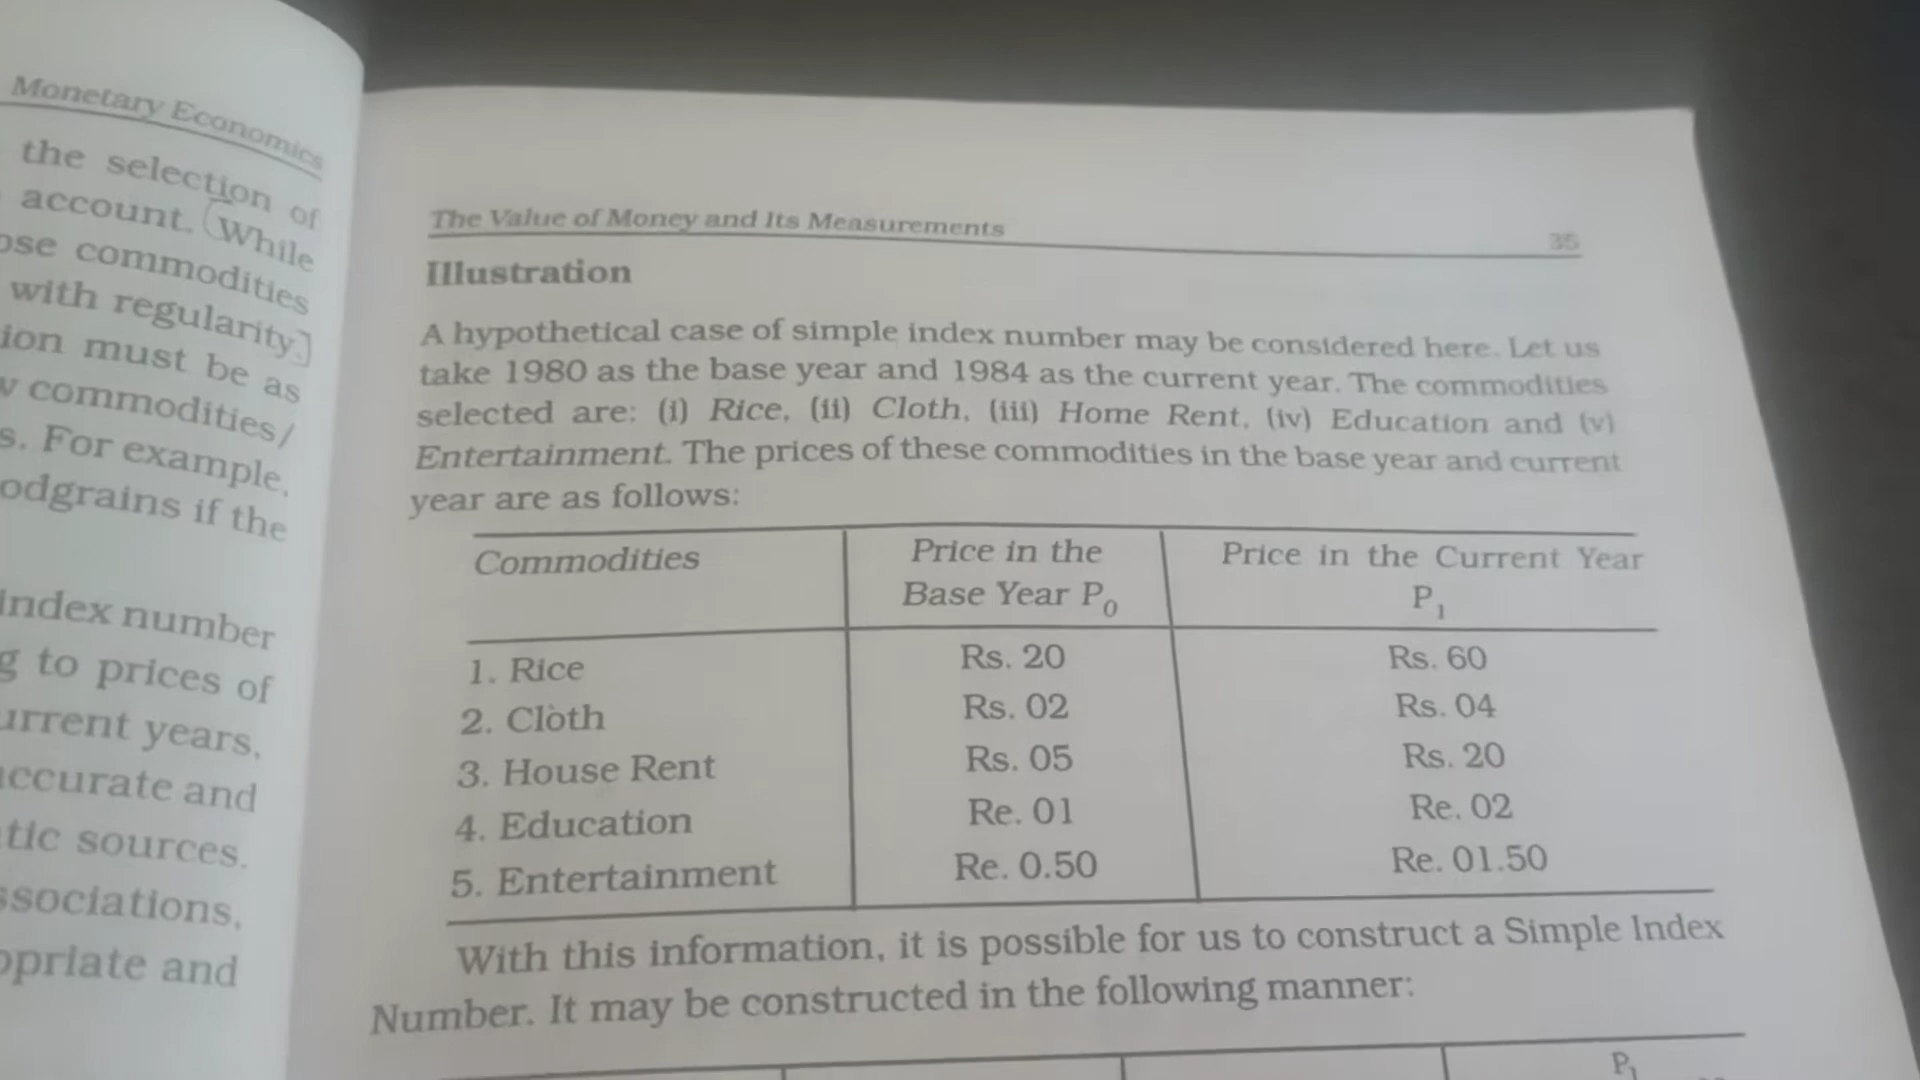 Monetary Economics
the selection of
account. (While
ose commodities
with regularity.]
ion must be as
commodities/
s. For example,
odgrains if the
index number
g to prices of
urrent years,
accurate and
tic sources.
ssociations,
opriate and
The Value of Money and Its Measurements 35
Illustration
A hypothetical case of simple index number may be considered here. Let us
take 1980 as the base year and 1984 as the current year. The commodities
selected are: (i) Rice, (ii) Cloth, (iii) Home Rent, (iv) Education and (v)
Entertainment. The prices of these commodities in the base year and current
year are as follows:
Commodities Price in the Price in the Current Year
Base Year P0 P1
1. Rice Rs. 20 Rs. 60
2. Cloth Rs. 02 Rs. 04
3. House Rent Rs. 05 Rs. 20
4. Education Re. 01 Re. 02
5. Entertainment Re. 0.50 Re. 01.50
With this information, it is possible for us to construct a Simple Index
Number. It may be constructed in the following manner:
P1